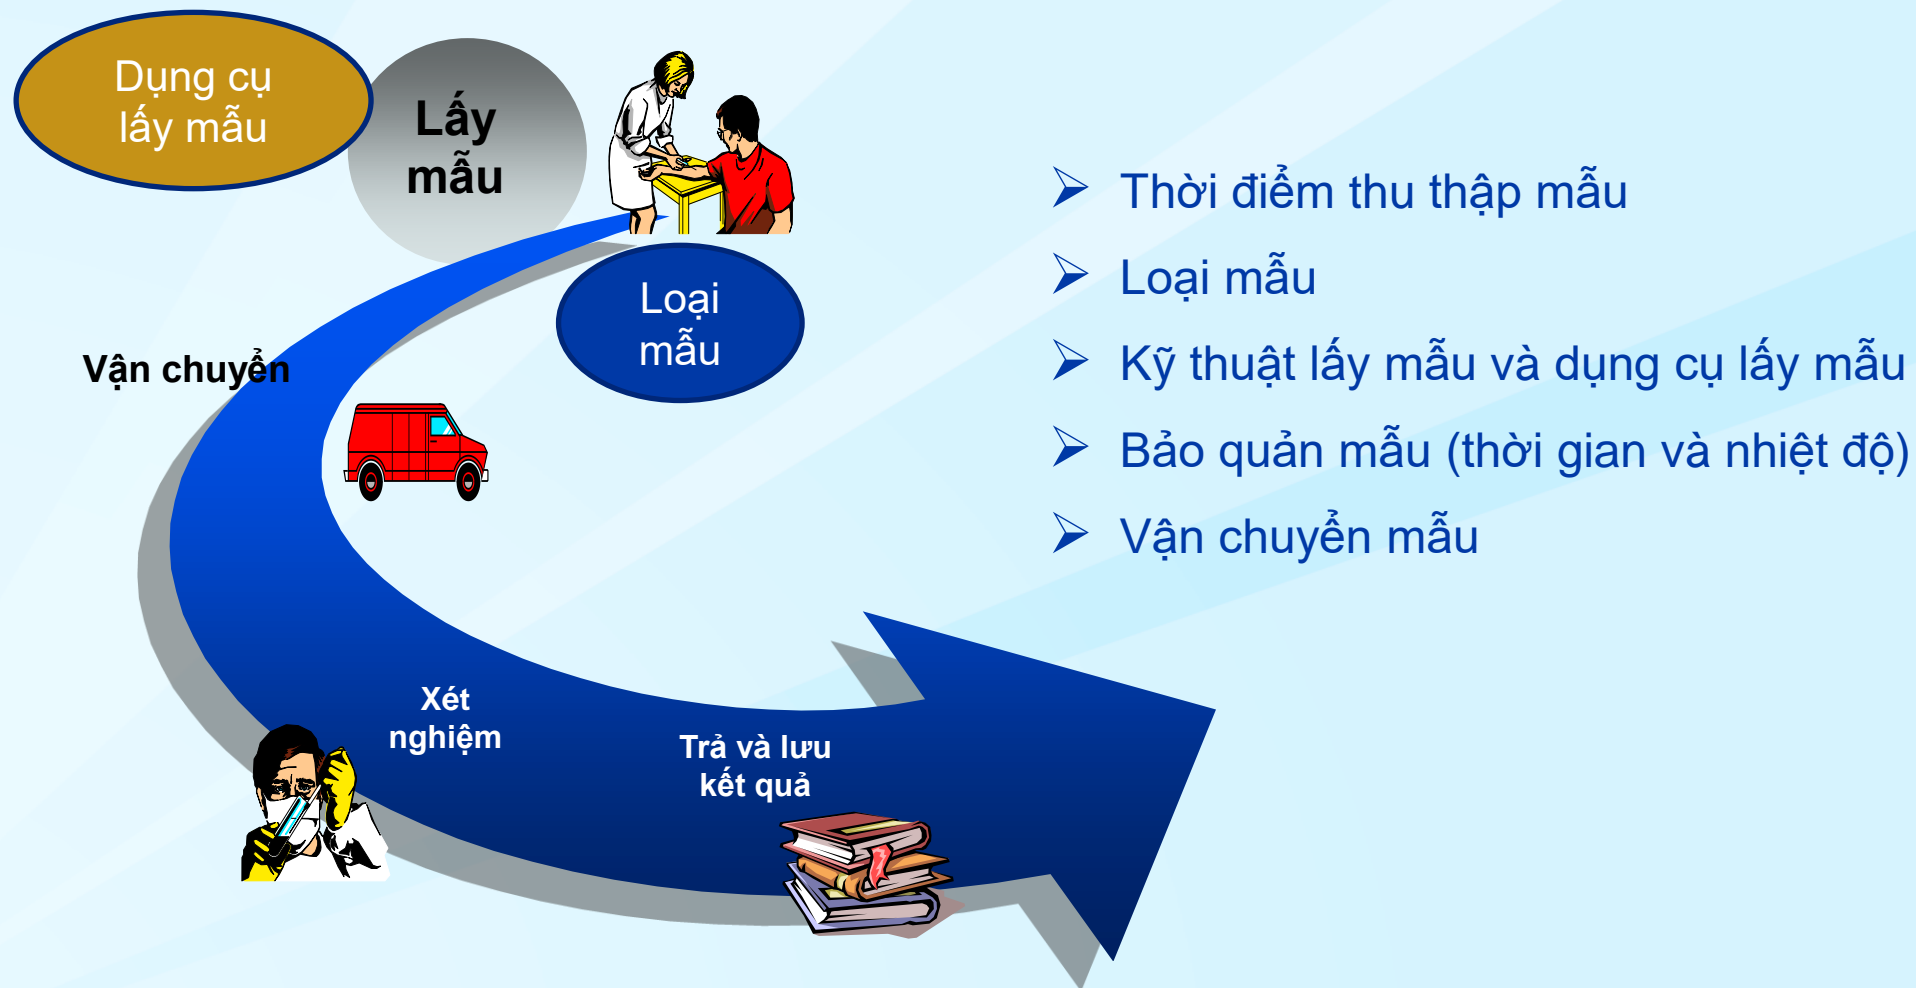 Dụng cụ
lấy mẫu
Lấy
mẫu
Loại
mẫu
Vận chuyển
Xét
nghiệm
Trả và lưu
kết quả
Thời điểm thu thập mẫu
Loại mẫu
Kỹ thuật lấy mẫu và dụng cụ lấy mẫu
Bảo quản mẫu (thời gian và nhiệt độ)
Vận chuyển mẫu